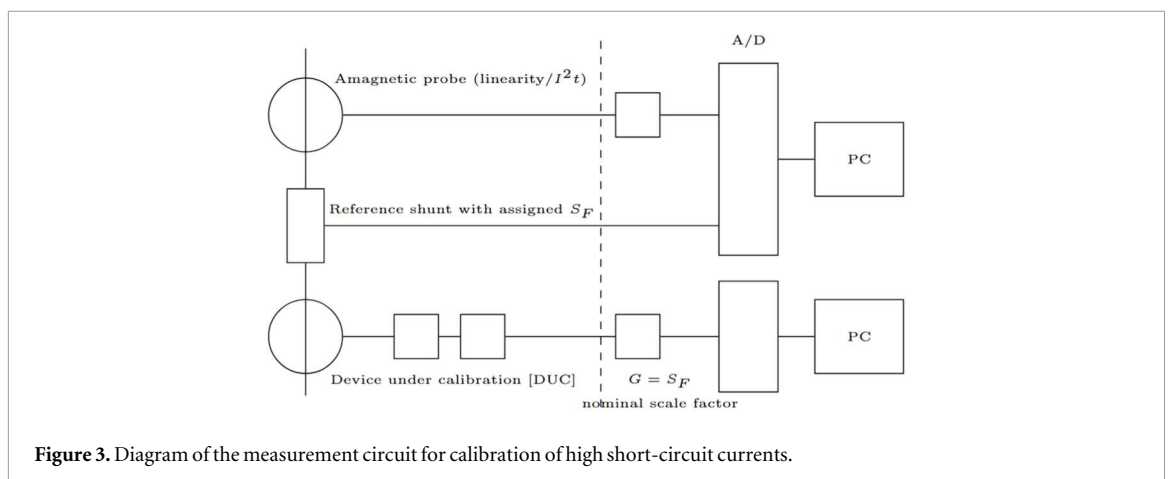 A/D
Amagnetic probe (linearity/I²t)
PC
Reference shunt with assigned S_F
PC
Device under calibration [DUC]
G = S_F
nominal scale factor
Figure 3. Diagram of the measurement circuit for calibration of high short-circuit currents.